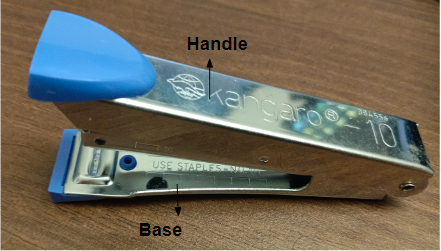 Handle
kangaro® - 10
USE STAPLES -
Base